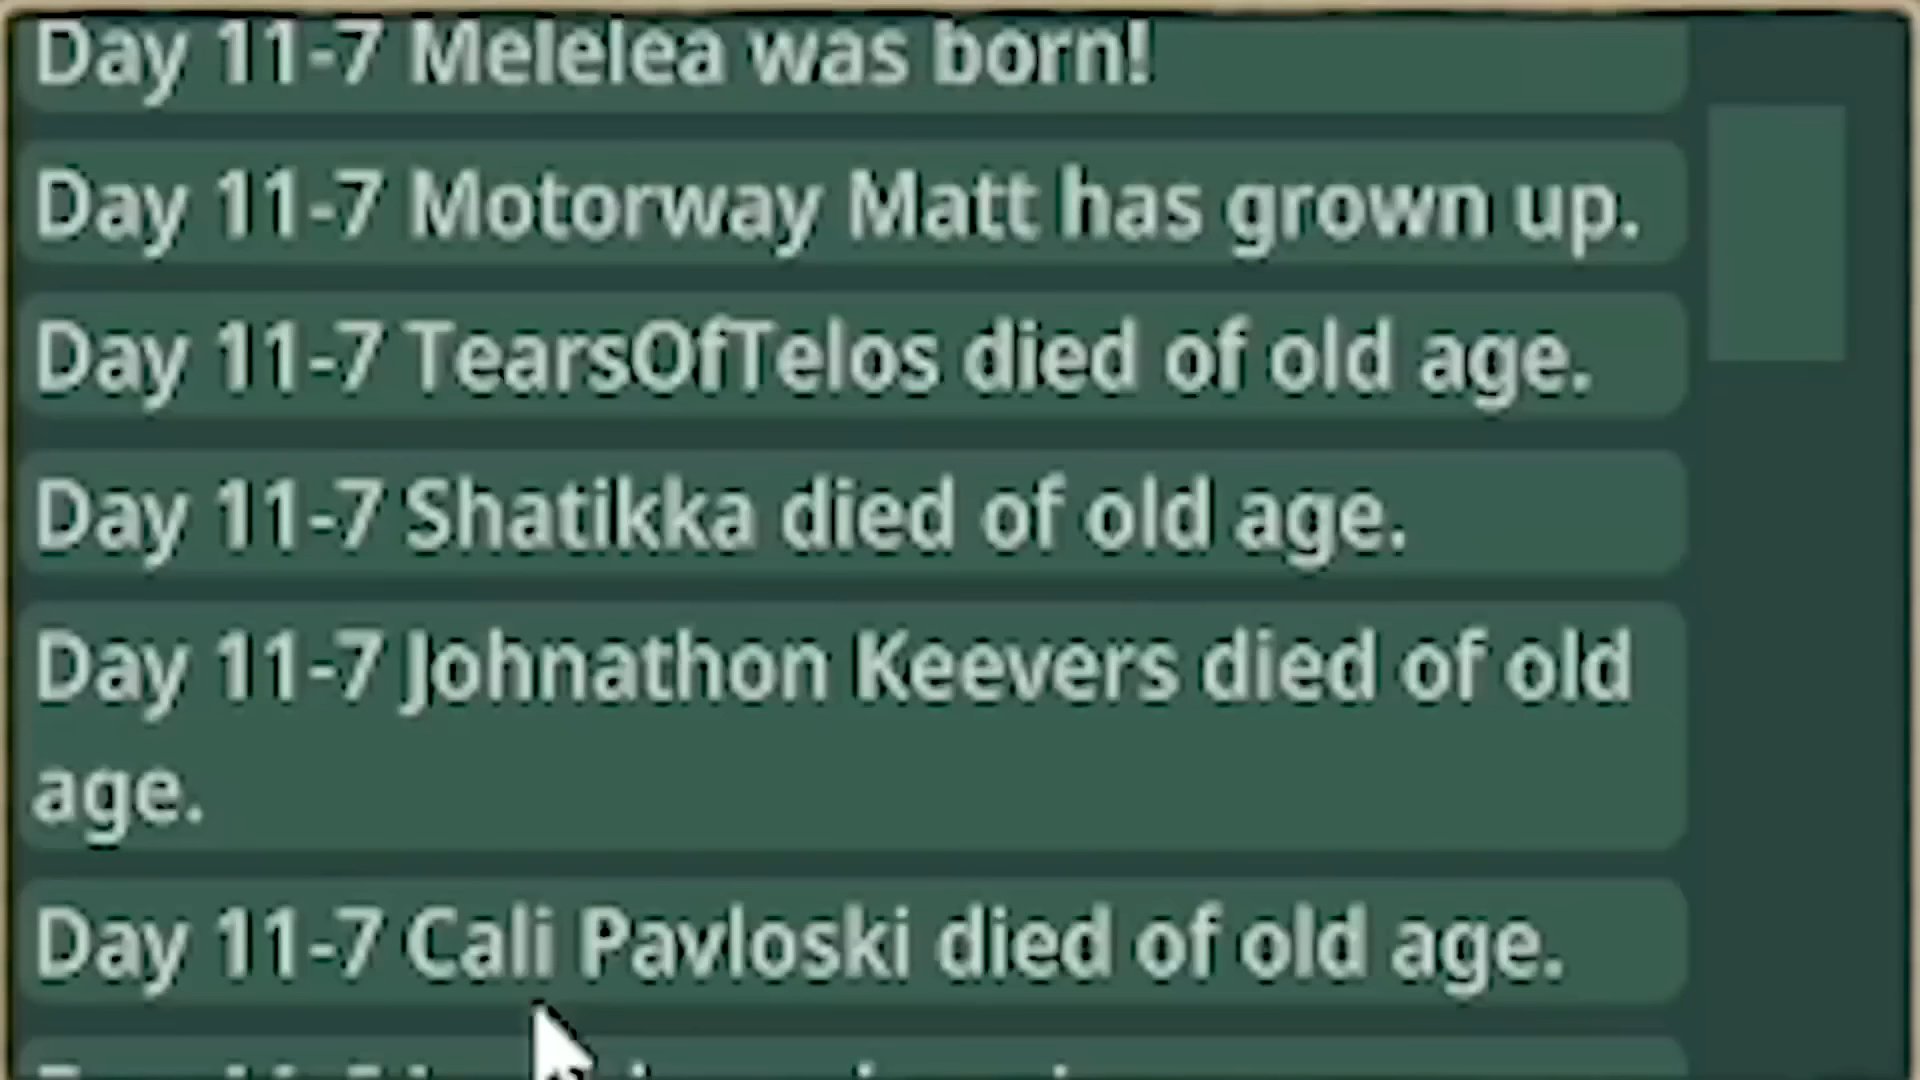 Day 11-7 Melelea was born!
Day 11-7 Motorway Matt has grown up.
Day 11-7 TearsOfTelos died of old age.
Day 11-7 Shatikka died of old age.
Day 11-7 Johnathon Keevers died of old
age.
Day 11-7 Cali Pavloski died of old age.